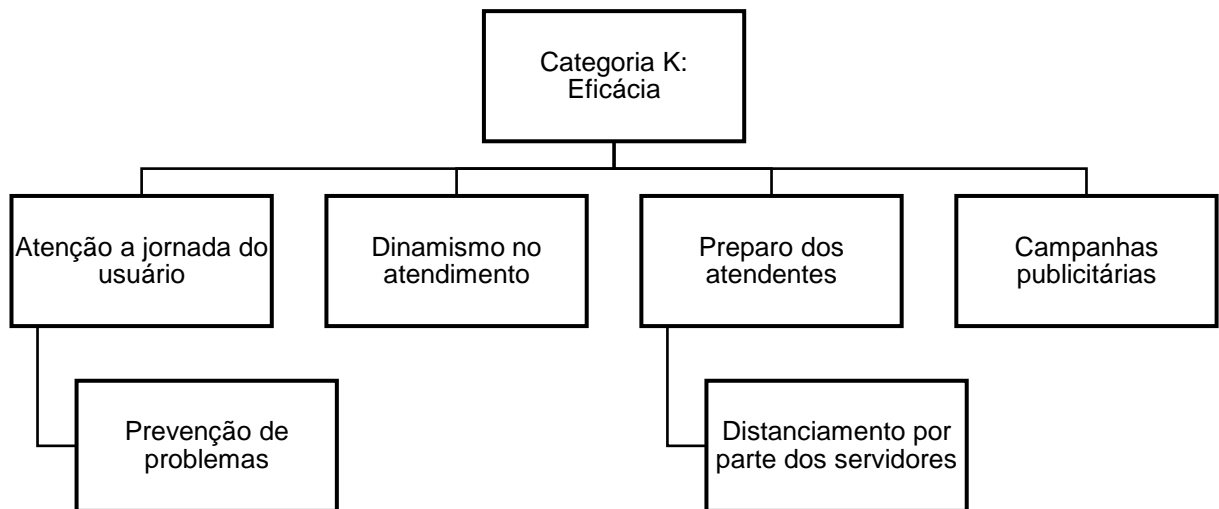 Categoria K:
Eficácia
Atenção a jornada do
usuário
Dinamismo no
atendimento
Preparo dos
atendentes
Campanhas
publicitárias
Prevenção de
problemas
Distanciamento por
parte dos servidores